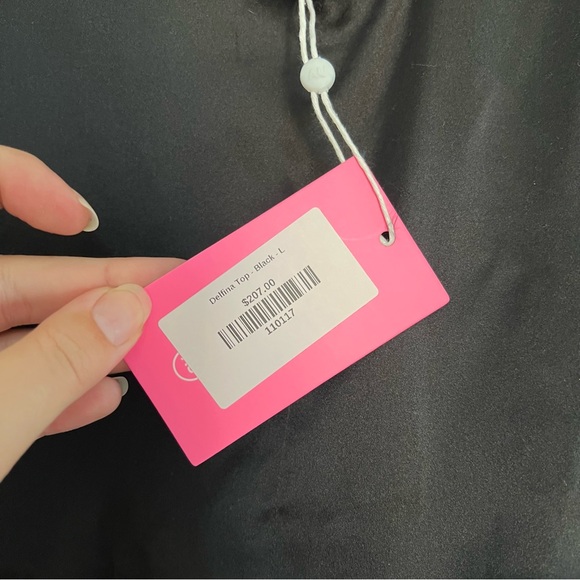 Delfina Top - Black - L
$207.00
110117